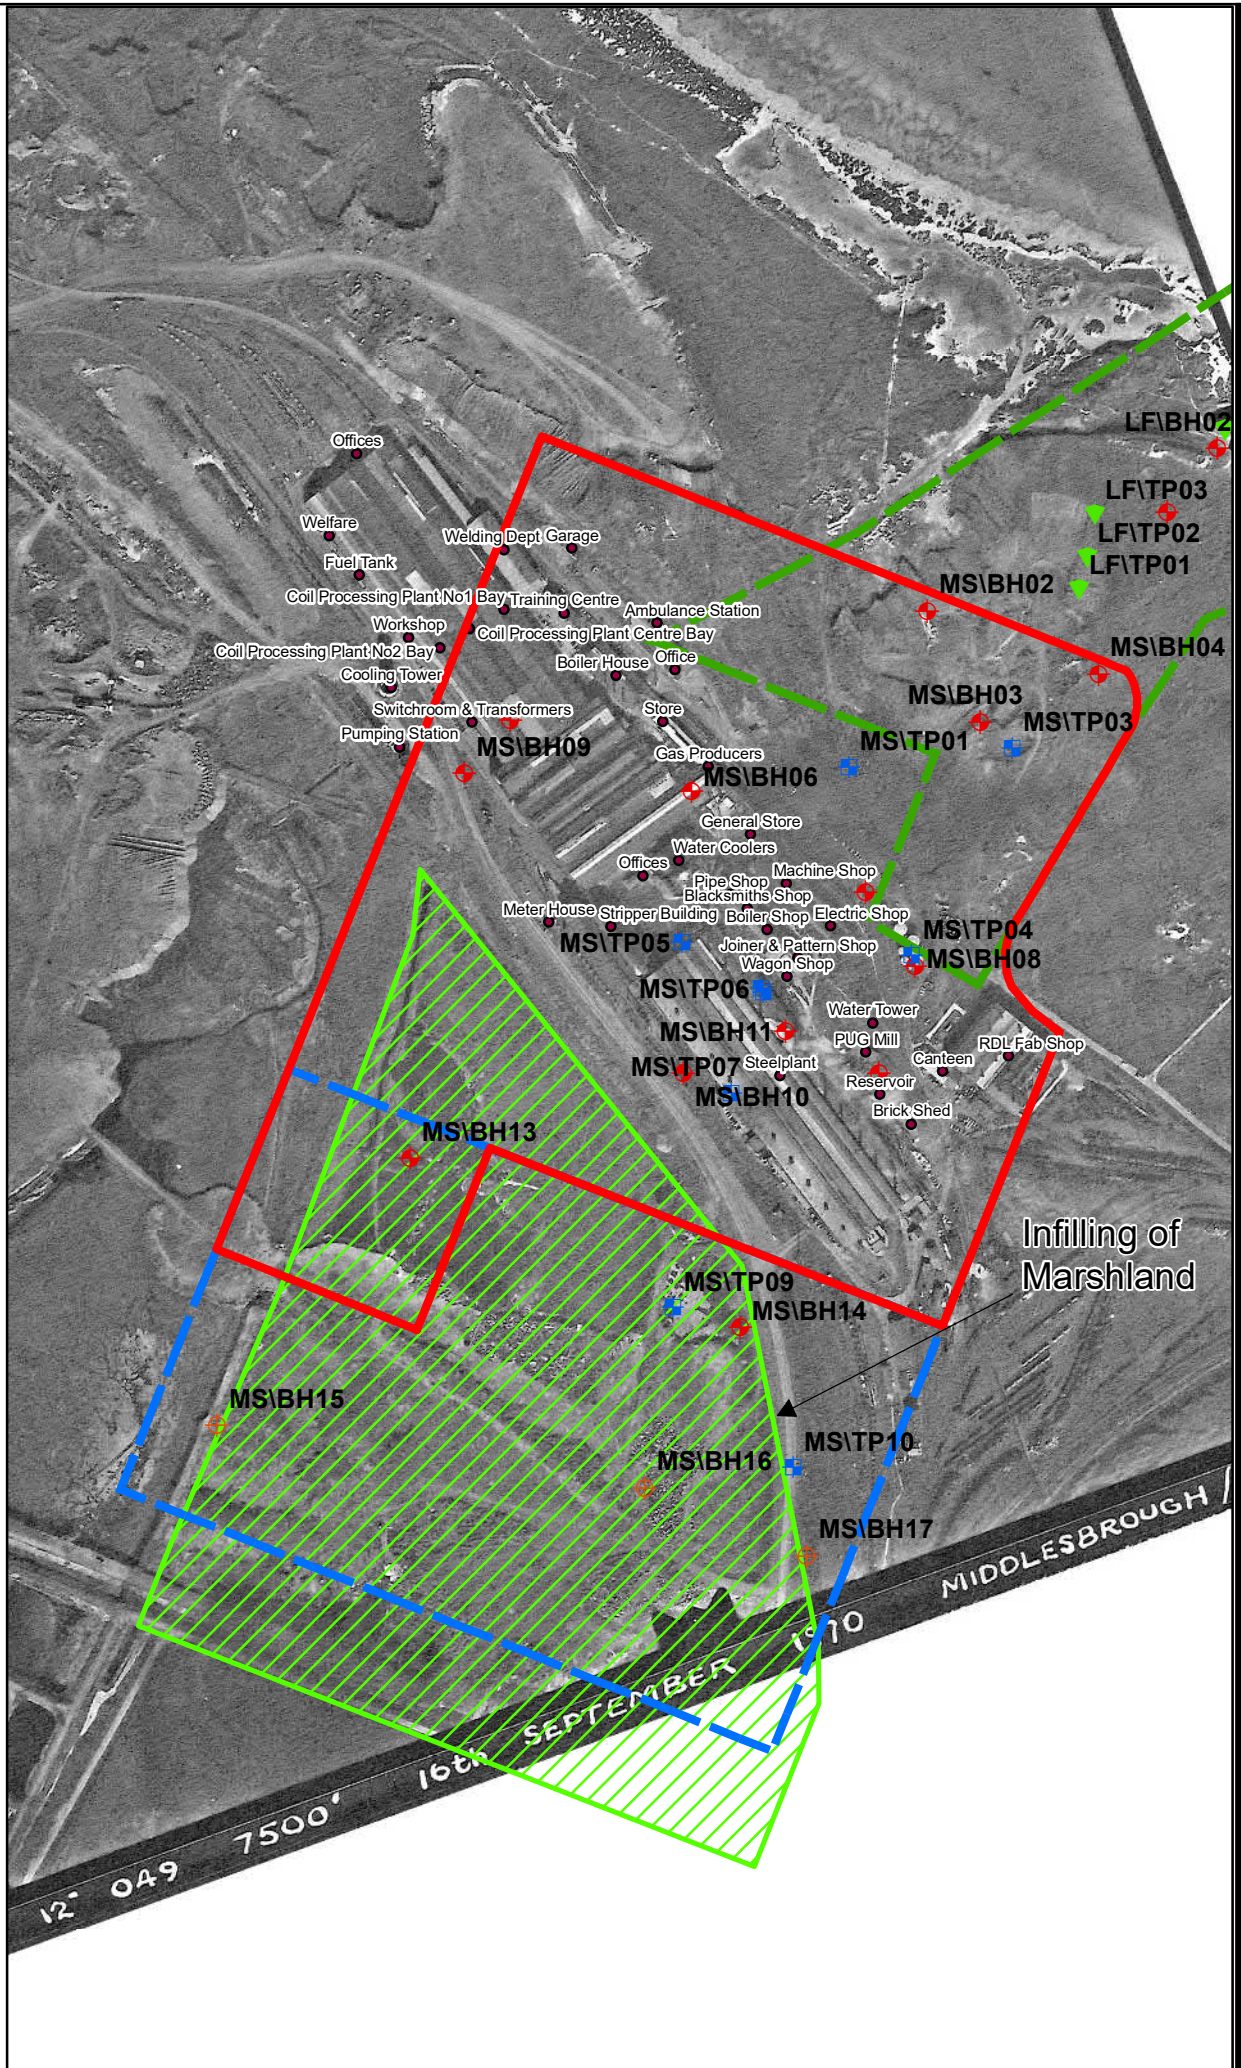 LF\BH02
Offices
LF\TP03
Welfare
LF\TP02
Welding Dept
Garage
Fuel Tank
LF\TP01
MS\BH02
Coil Processing Plant No1 Bay
Training Centre
Ambulance Station
Workshop
Coil Processing Plant Centre Bay
Coil Processing Plant No2 Bay
MS\BH04
Boiler House
Office
Cooling Tower
MS\BH03
Switchroom & Transformers
Store
MS\TP03
Pumping Station
MS\BH09
MS\TP01
Gas Producers
MS\BH06
General Store
Water Coolers
Offices
Machine Shop
Pipe Shop
Blacksmiths Shop
Meter House
Stripper Building
Boiler Shop
Electric Shop
MS\TP05
MS\TP04
Joiner & Pattern Shop
MS\BH08
Wagon Shop
MS\TP06
Water Tower
MS\BH11
PUG Mill
RDL Fab Shop
MS\TP07
Steelplant
Canteen
Reservoir
MS\BH10
Brick Shed
MS\BH13
Infilling of
Marshland
MS\TP09
MS\BH14
MS\BH15
MS\TP10
MS\BH16
MS\BH17
12" 049 7500' 16th SEPTEMBER 1970 MIDDLESBROUGH